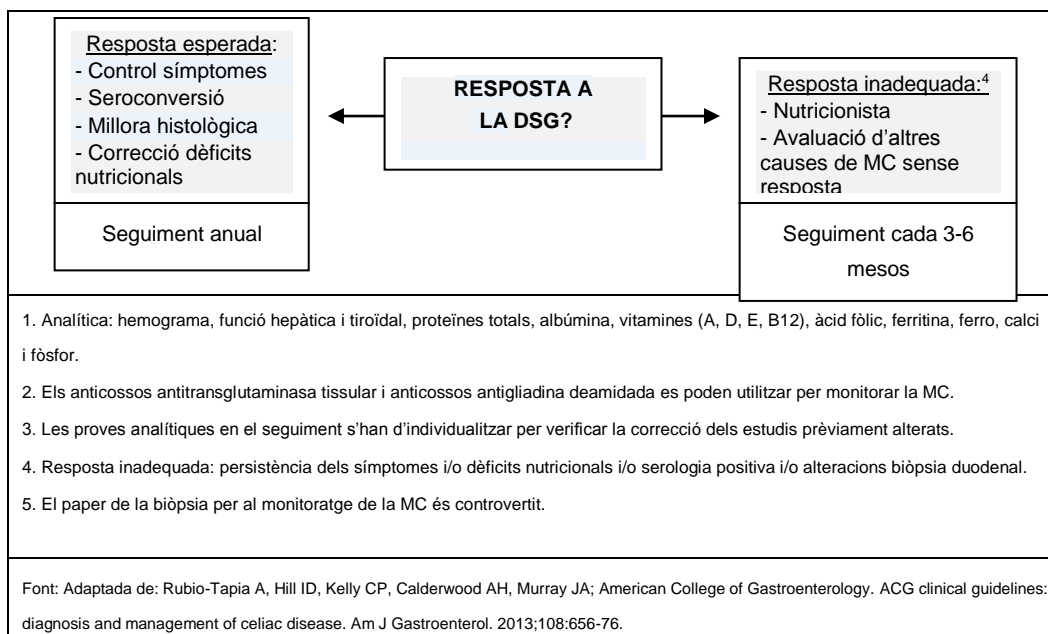 Resposta esperada:
- Control símptomes
- Seroconversió
- Millora histològica
- Correcció dèficits
nutricionals
Seguiment anual
RESPOSTA A
LA DSG?
Resposta inadequada:4
- Nutricionista
- Avaluació d’altres
causes de MC sense
resposta
Seguiment cada 3-6
mesos
1. Analítica: hemograma, funció hepàtica i tiroïdal, proteïnes totals, albúmina, vitamines (A, D, E, B12), àcid fòlic, ferritina, ferro, calci
i fòsfor.
2. Els anticossos antitransglutaminasa tissular i anticossos antigliadina deamidada es poden utilitzar per monitorar la MC.
3. Les proves analítiques en el seguiment s’han d’individualitzar per verificar la correcció dels estudis prèviament alterats.
4. Resposta inadequada: persistència dels símptomes i/o dèficits nutricionals i/o serologia positiva i/o alteracions biòpsia duodenal.
5. El paper de la biòpsia per al monitoratge de la MC és controvertit.
Font: Adaptada de: Rubio-Tapia A, Hill ID, Kelly CP, Calderwood AH, Murray JA; American College of Gastroenterology. ACG clinical guidelines:
diagnosis and management of celiac disease. Am J Gastroenterol. 2013;108:656-76.